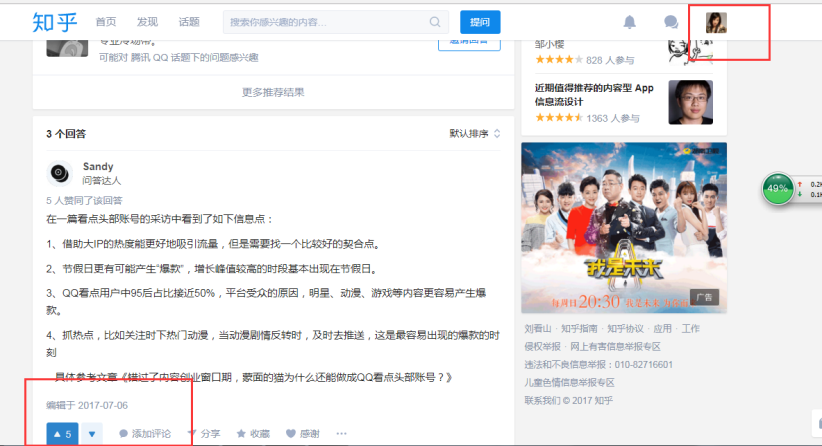 知乎 首页 发现 话题 搜索你感兴趣的内容... 提问
可能对 腾讯 QQ 话题下的问题感兴趣
更多推荐结果
3 个回答 默认排序
Sandy
问答达人
5 人赞同了该回答
在一篇看点头部账号的采访中看到了如下信息点：
1、借助大IP的热度能更好地吸引流量，但是需要找一个比较好的契合点。
2、节假日更有可能产生"爆款"，增长峰值较高的时段基本出现在节假日。
3、QQ看点用户中95后占比接近50%，平台受众的原因，明星、动漫、游戏等内容更容易产生爆
款。
4、抓热点，比如关注时下热门动漫，当动漫剧情反转时，及时去推送，这是最容易出现的爆款的时
刻
具体参考文章《错过了内容创业窗口期，蒙面的猫为什么还能做成QQ看点头部账号？》
编辑于 2017-07-06
5 添加评论 分享 收藏 感谢 ...
邹小樱
828 人参与
近期值得推荐的内容型 App
信息流设计
1363 人参与
我是未来
每周日20:30
广告
刘看山 · 知乎指南 · 知乎协议 · 应用 · 工作
侵权举报 · 网上有害信息举报专区
违法和不良信息举报：010-82716601
儿童色情信息举报专区
联系我们 © 2017 知乎
49%
0.2K
0.1K